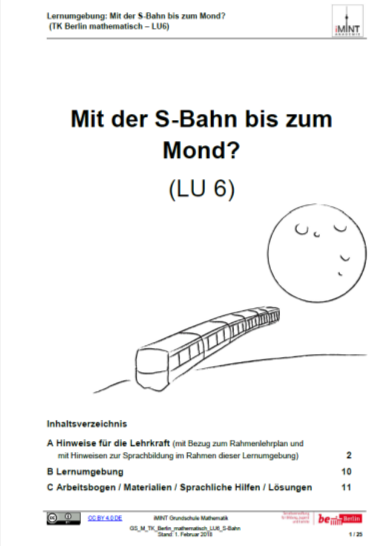 Lernumgebung: Mit der S-Bahn bis zum Mond?
(TK Berlin mathematisch – LU6)
iMINT
Mit der S-Bahn bis zum
Mond?
(LU 6)
Inhaltsverzeichnis
A Hinweise für die Lehrkraft (mit Bezug zum Rahmenlehrplan und
mit Hinweisen zur Sprachbildung im Rahmen dieser Lernumgebung) 2
B Lernumgebung 10
C Arbeitsbogen / Materialien / Sprachliche Hilfen / Lösungen 11
CC BY 4.0 DE
iMINT Grundschule Mathematik
GS_M_TK_Berlin_mathematisch_LU6_S-Bahn
Stand: 1. Februar 2018
be Berlin
1 / 25